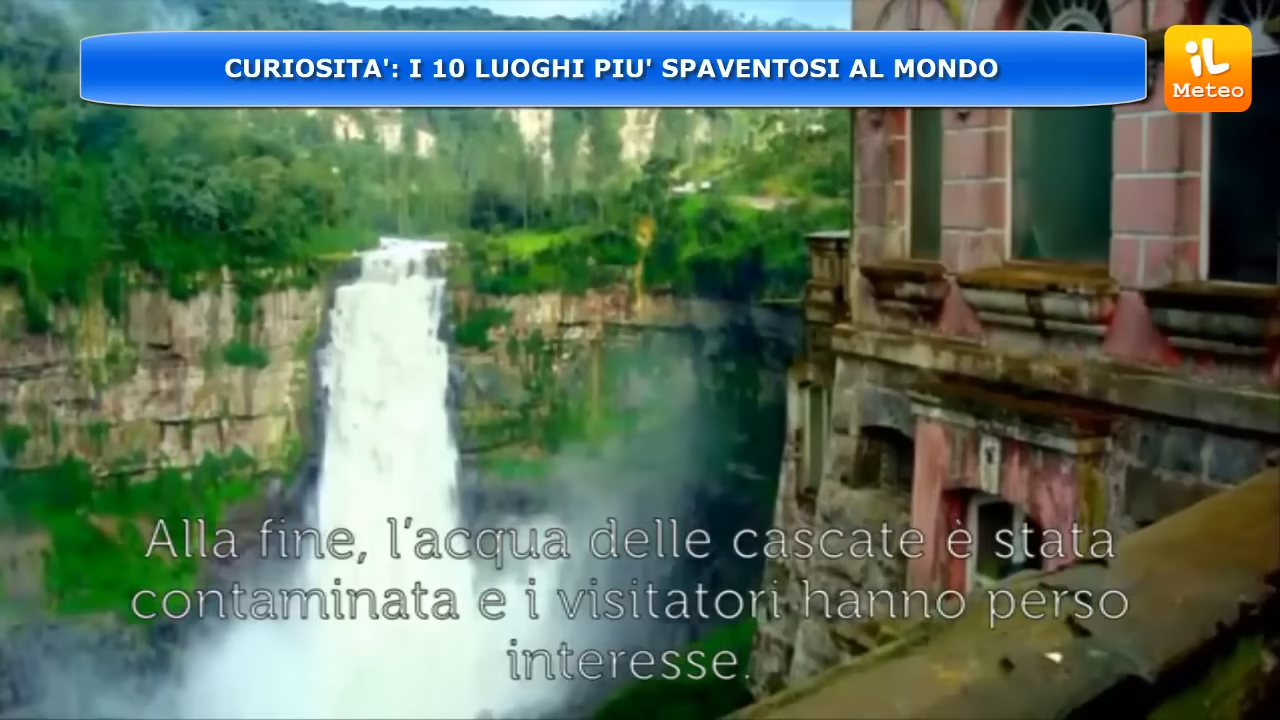 CURIOSITA': I 10 LUOGHI PIU' SPAVENTOSI AL MONDO
iL
Meteo
Alla fine, l'acqua delle cascate è stata
contaminata e i visitatori hanno perso
interesse.